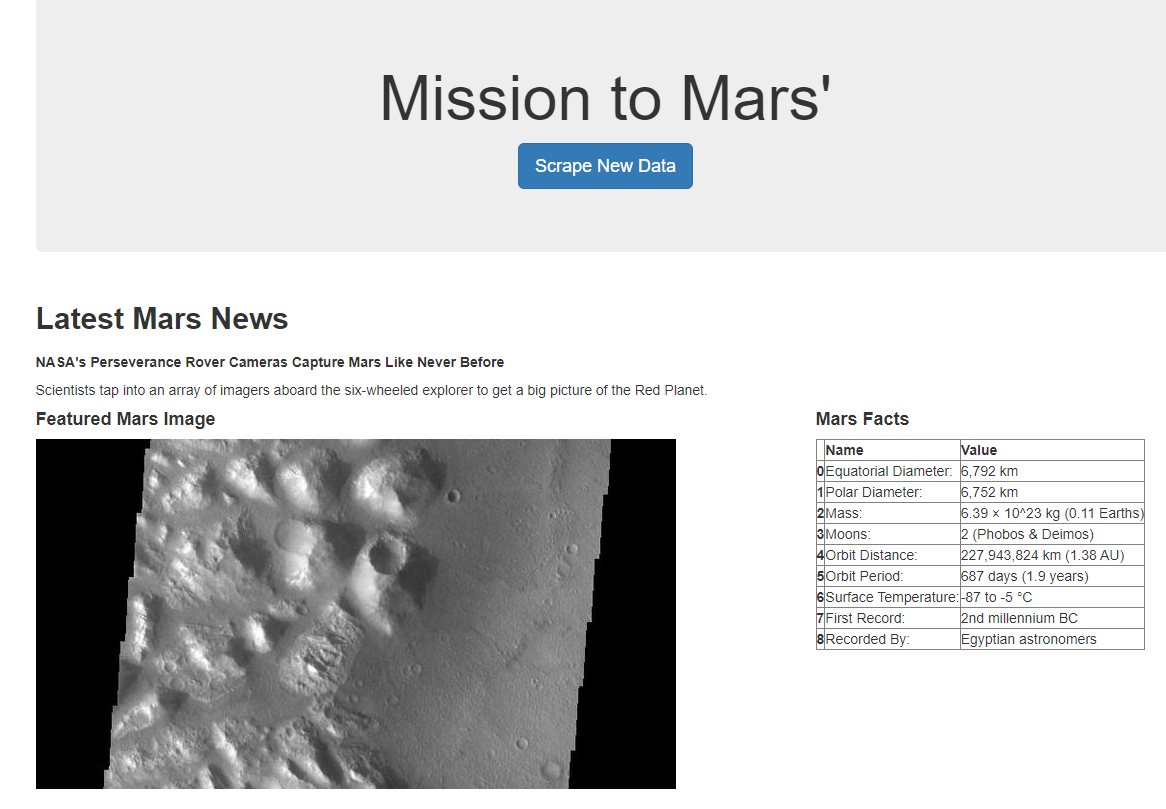 Mission to Mars'
Scrape New Data
Latest Mars News
NASA's Perseverance Rover Cameras Capture Mars Like Never Before
Scientists tap into an array of imagers aboard the six-wheeled explorer to get a big picture of the Red Planet.
Featured Mars Image
Mars Facts
Name Value
0 Equatorial Diameter: 6,792 km
1 Polar Diameter: 6,752 km
2 Mass: 6.39 × 10^23 kg (0.11 Earths)
3 Moons: 2 (Phobos & Deimos)
4 Orbit Distance: 227,943,824 km (1.38 AU)
5 Orbit Period: 687 days (1.9 years)
6 Surface Temperature: -87 to -5 °C
7 First Record: 2nd millennium BC
8 Recorded By: Egyptian astronomers